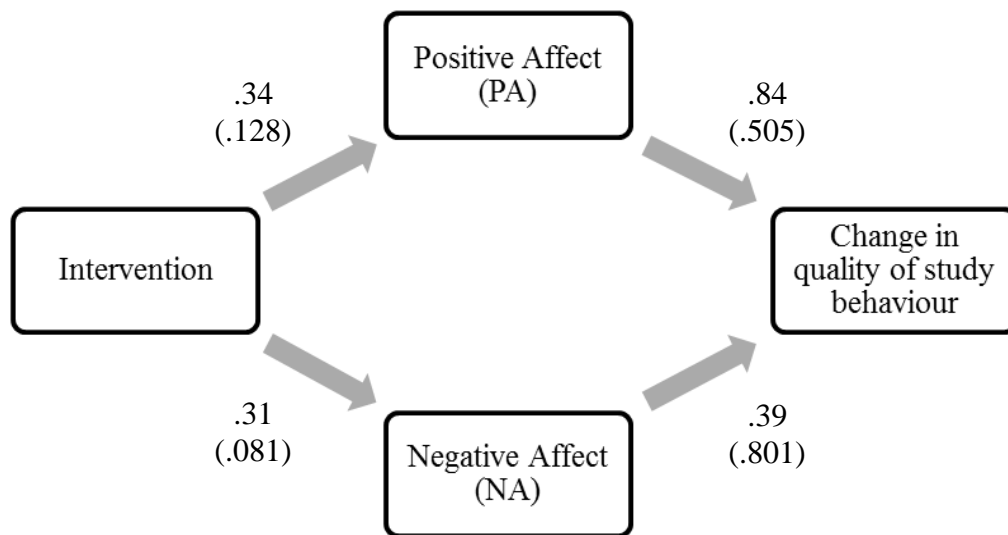 Positive Affect
(PA)
.34
(.128)
.84
(.505)
Intervention
Change in
quality of study
behaviour
.31
(.081)
Negative Affect
(NA)
.39
(.801)